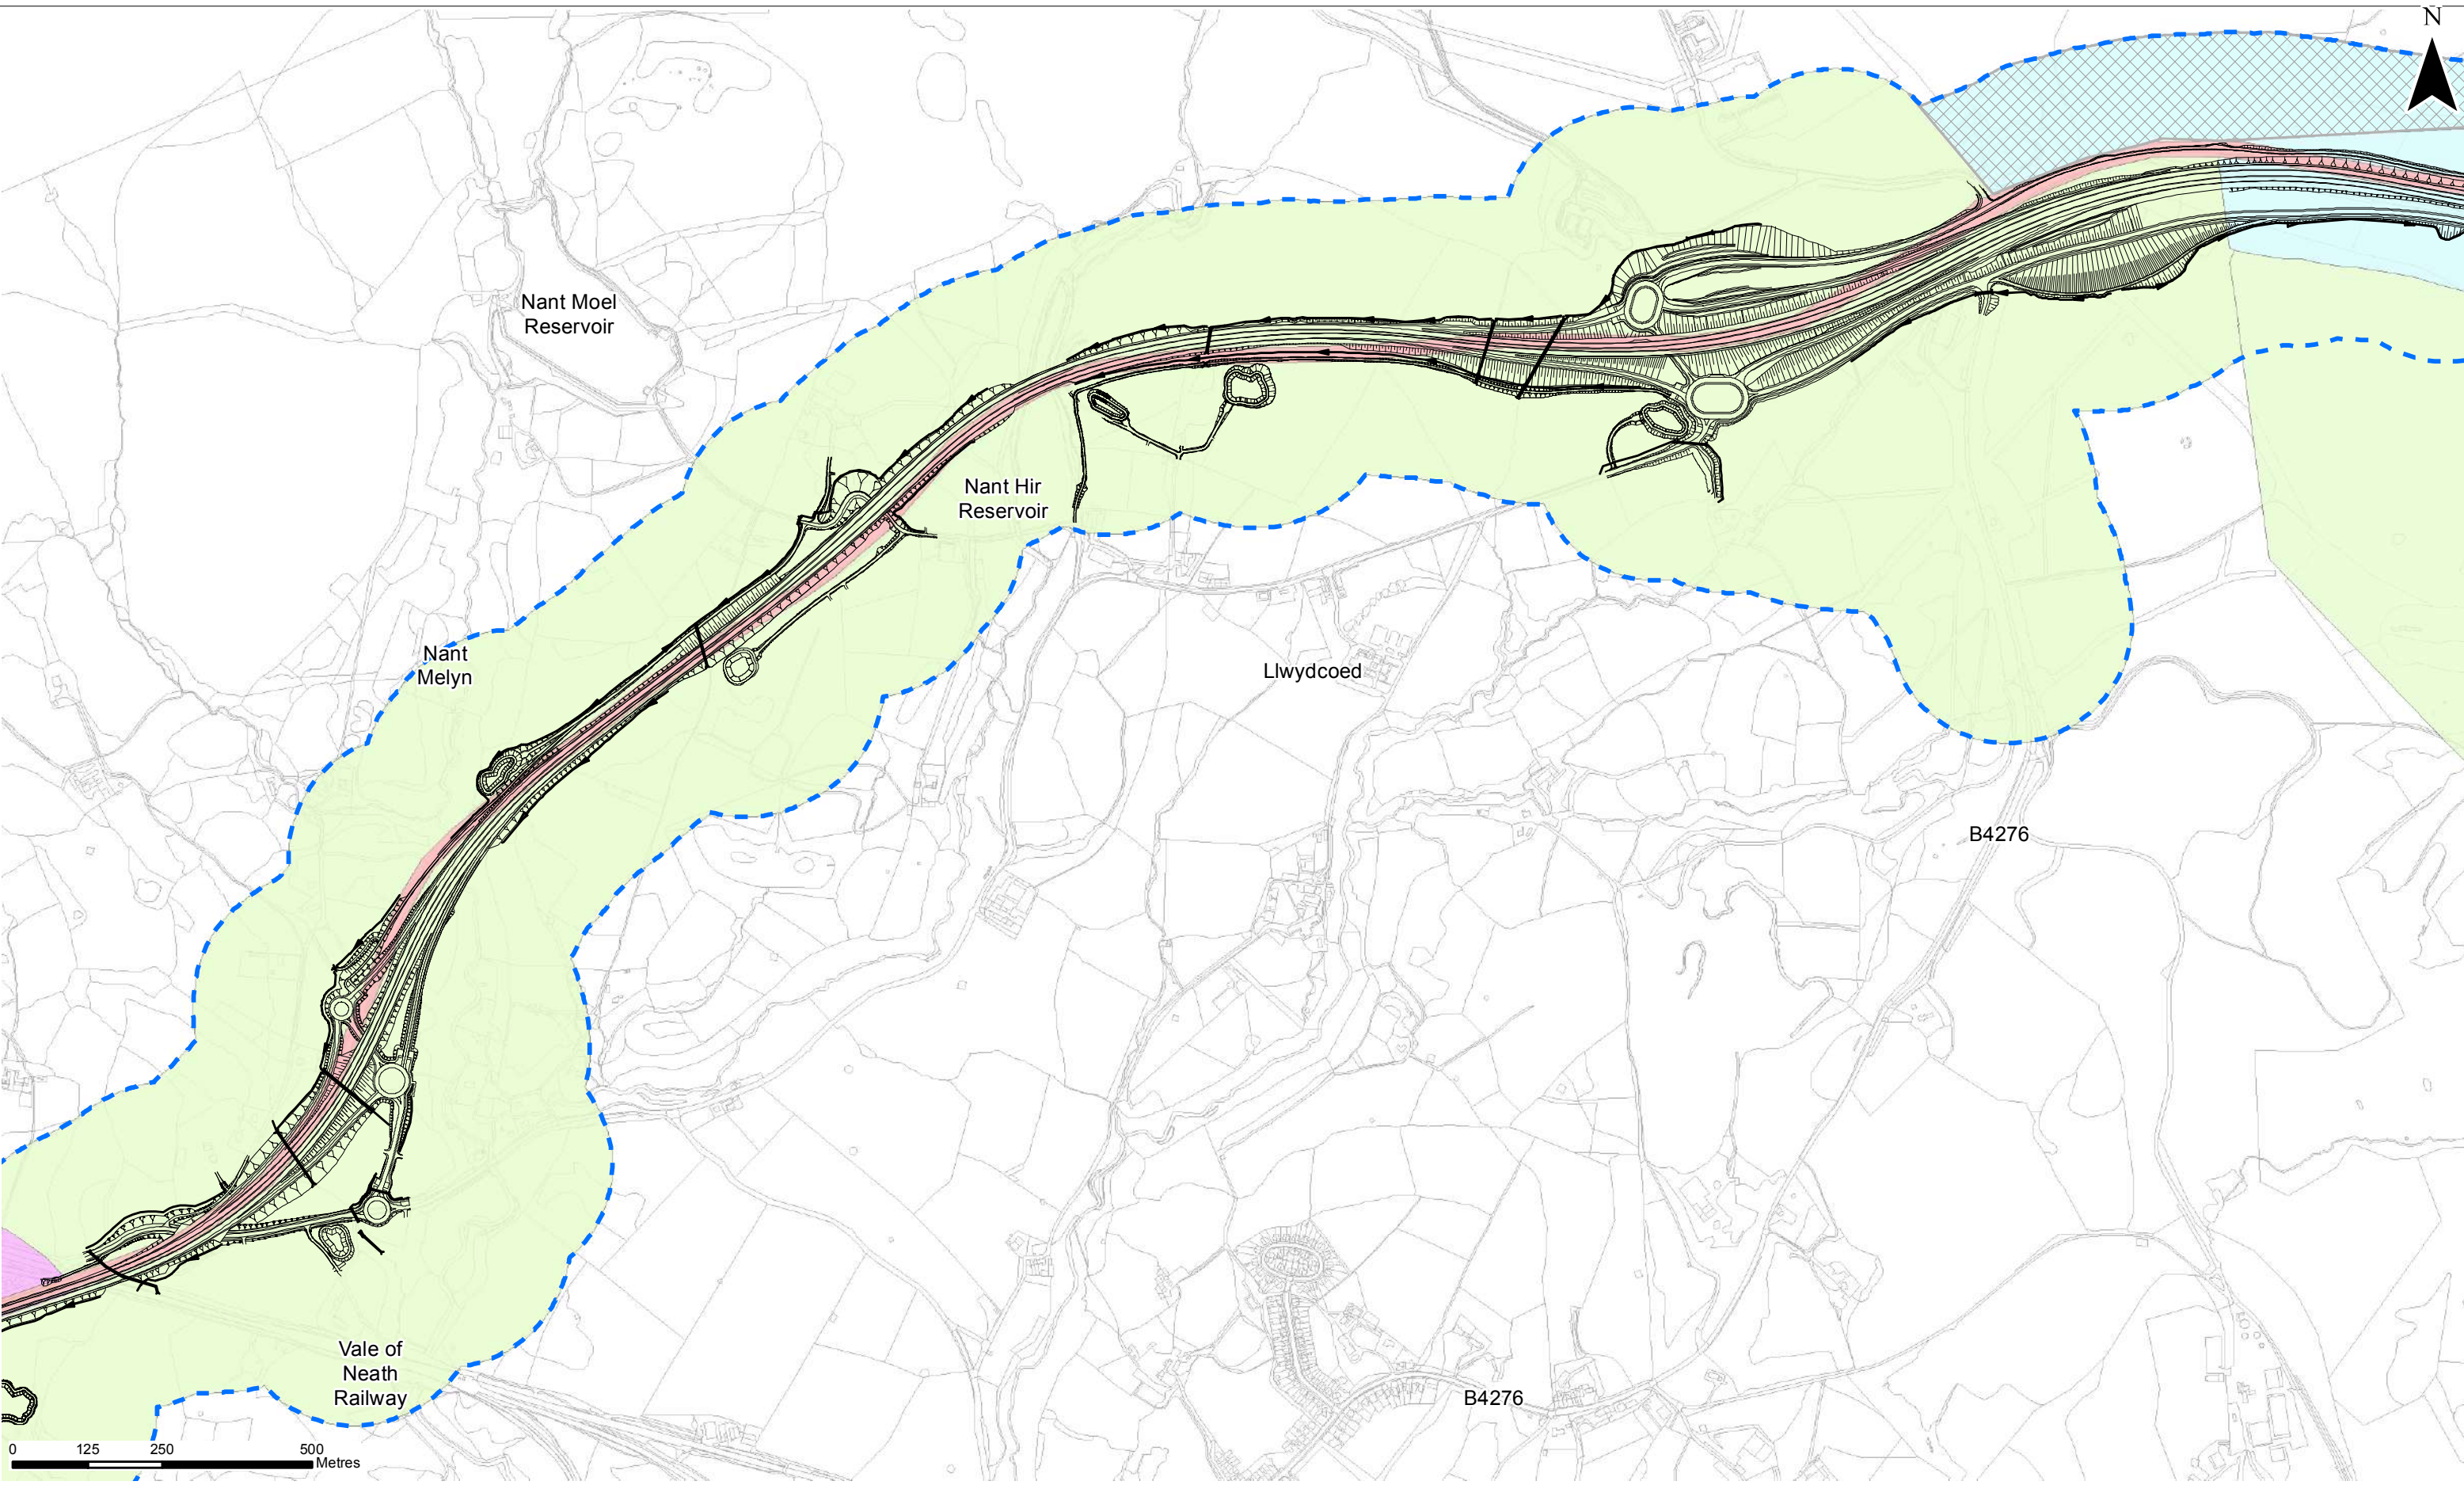 N
Nant Moel
Reservoir
Nant Hir
Reservoir
Nant
Melyn
Llwydcoed
B4276
Vale of
Neath
Railway
B4276
0 125 250 500
Metres